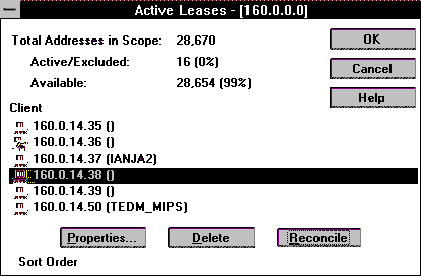 Active Leases - [160.0.0.0]
Total Addresses in Scope: 28,670
Active/Excluded: 16 (0%)
Available: 28,654 (99%)
OK
Cancel
Help
Client
160.0.14.35 ()
160.0.14.36 ()
160.0.14.37 (IANJA2)
160.0.14.38 ()
160.0.14.39 ()
160.0.14.50 (TEDM_MIPS)
Properties... Delete Reconcile
Sort Order